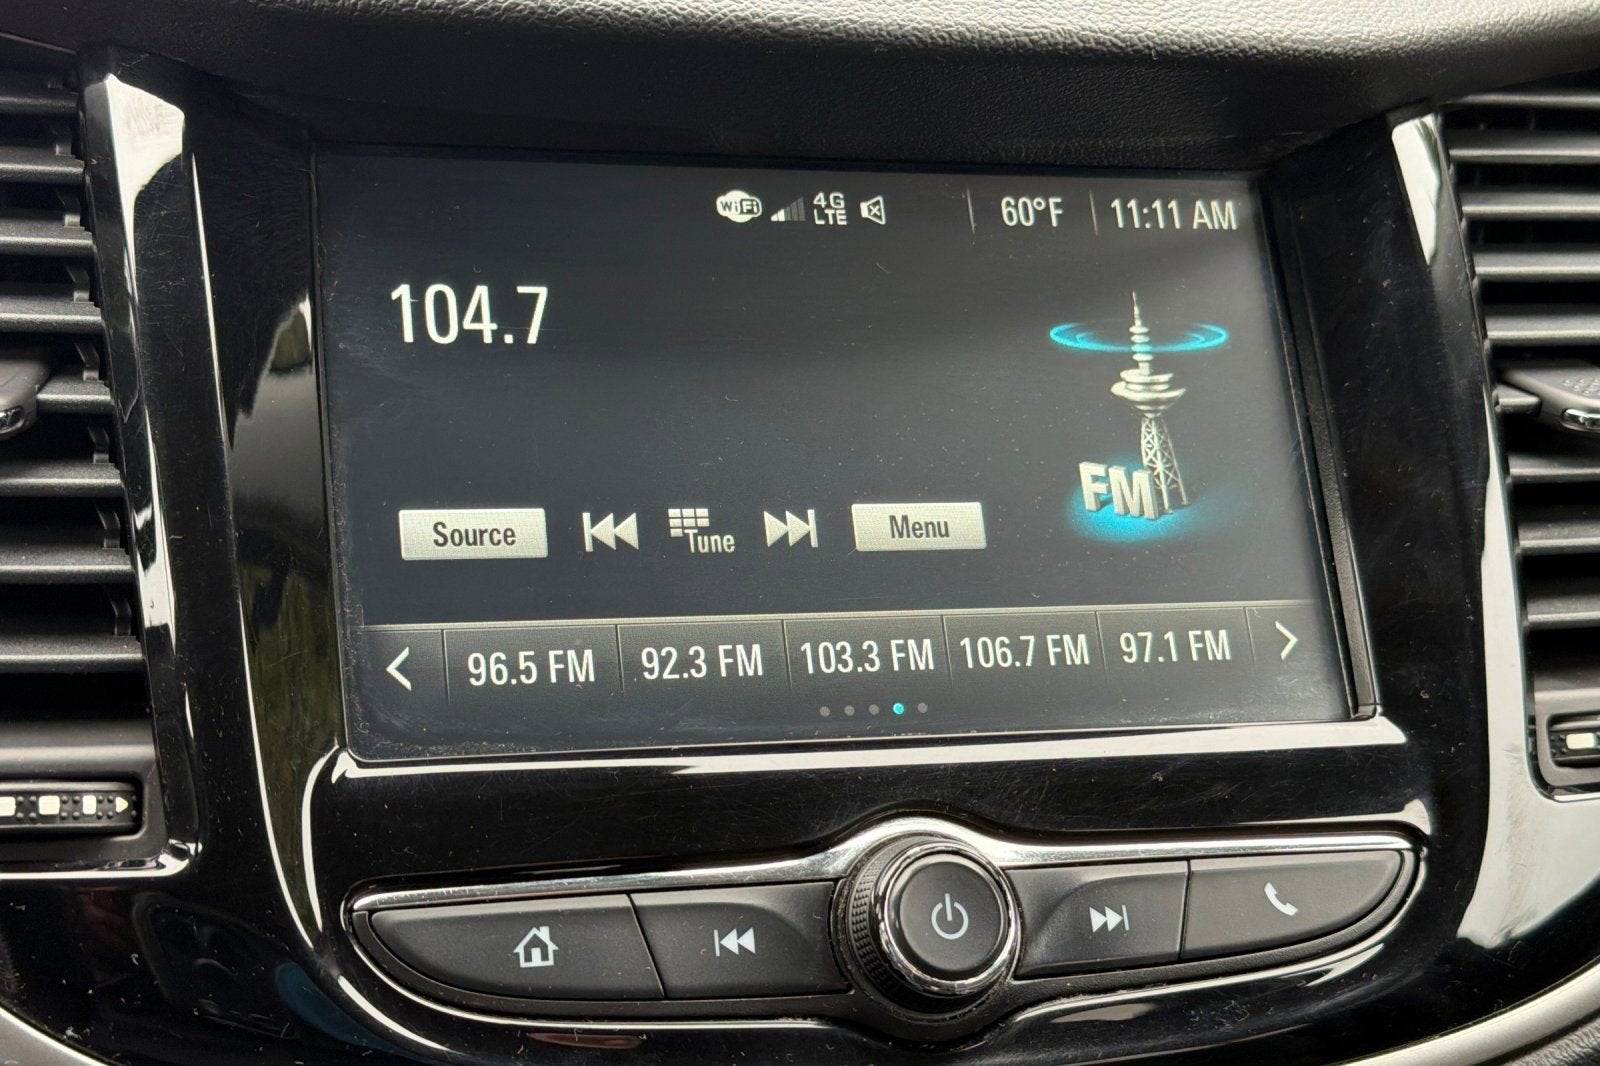 WiFi 4G LTE 60°F 11:11 AM
104.7
FM
Source Tune Menu
96.5 FM 92.3 FM 103.3 FM 106.7 FM 97.1 FM